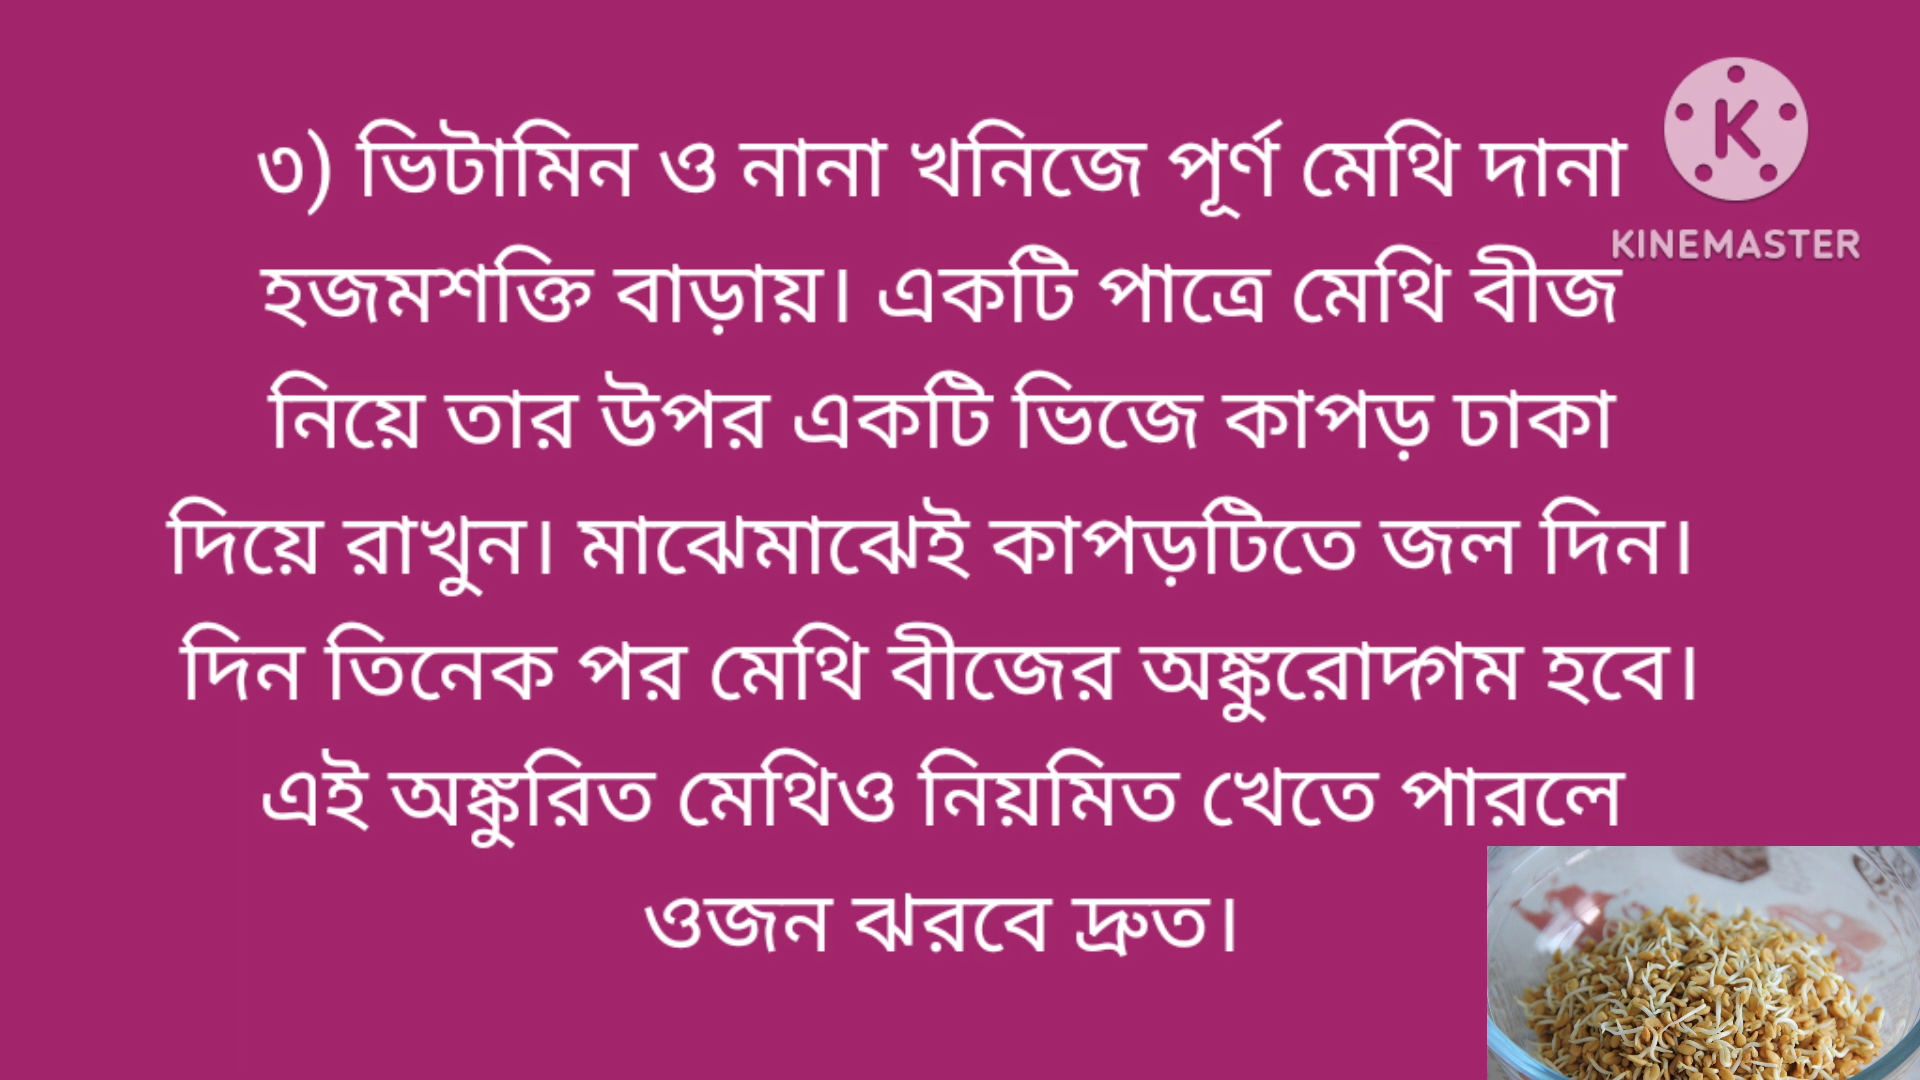 ৩) ভিটামিন ও নানা খনিজে পূর্ণ মেথি দানা
হজমশক্তি বাড়ায়। একটি পাত্রে মেথি বীজ
নিয়ে তার উপর একটি ভিজে কাপড় ঢাকা
দিয়ে রাখুন। মাঝেমাঝেই কাপড়টিতে জল দিন।
দিন তিনেক পর মেথি বীজের অঙ্কুরোদ্গম হবে।
এই অঙ্কুরিত মেথিও নিয়মিত খেতে পারলে
ওজন ঝরবে দ্রুত।
K
KINEMASTER